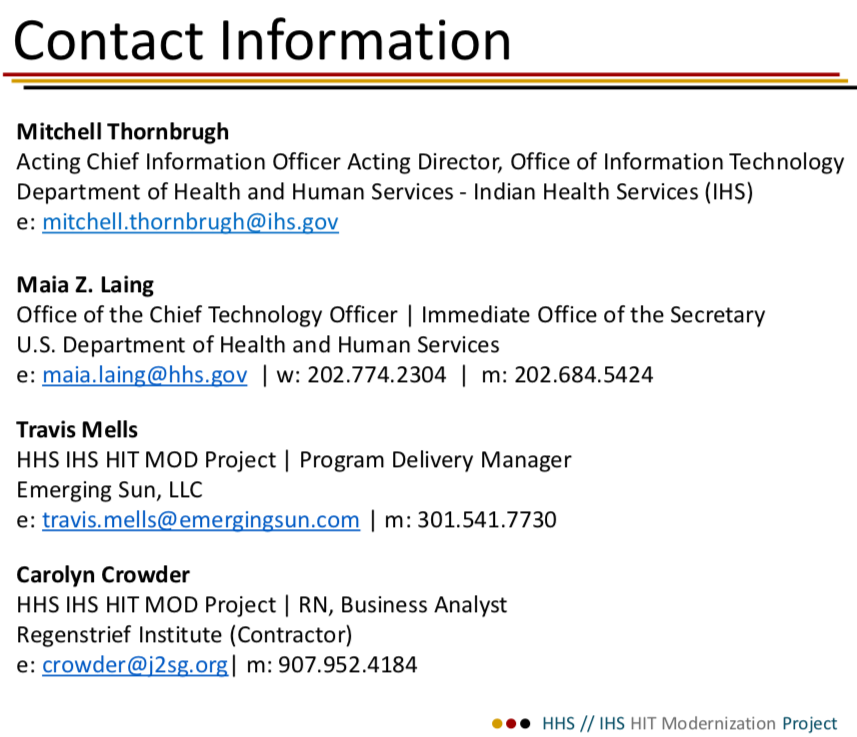 Contact Information
Mitchell Thornbrugh
Acting Chief Information Officer Acting Director, Office of Information Technology
Department of Health and Human Services - Indian Health Services (IHS)
e: mitchell.thornbrugh@ihs.gov
Maia Z. Laing
Office of the Chief Technology Officer | Immediate Office of the Secretary
U.S. Department of Health and Human Services
e: maia.laing@hhs.gov | w: 202.774.2304 | m: 202.684.5424
Travis Mells
HHS IHS HIT MOD Project | Program Delivery Manager
Emerging Sun, LLC
e: travis.mells@emergingsun.com | m: 301.541.7730
Carolyn Crowder
HHS IHS HIT MOD Project | RN, Business Analyst
Regenstrief Institute (Contractor)
e: crowder@j2sg.org| m: 907.952.4184
HHS // IHS HIT Modernization Project